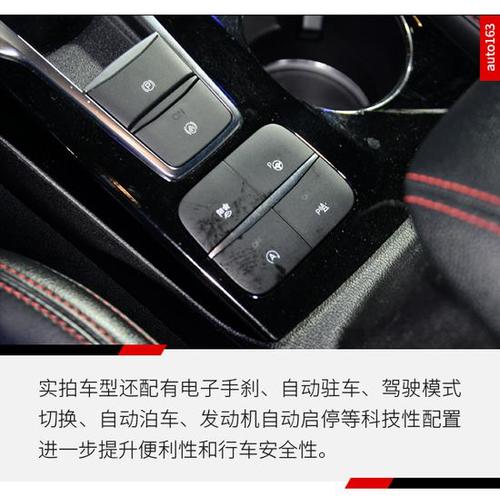 auto163
P
ON
A
P
P
A
实拍车型还配有电子手刹、自动驻车、驾驶模式
切换、自动泊车、发动机自动启停等科技性配置
进一步提升便利性和行车安全性。